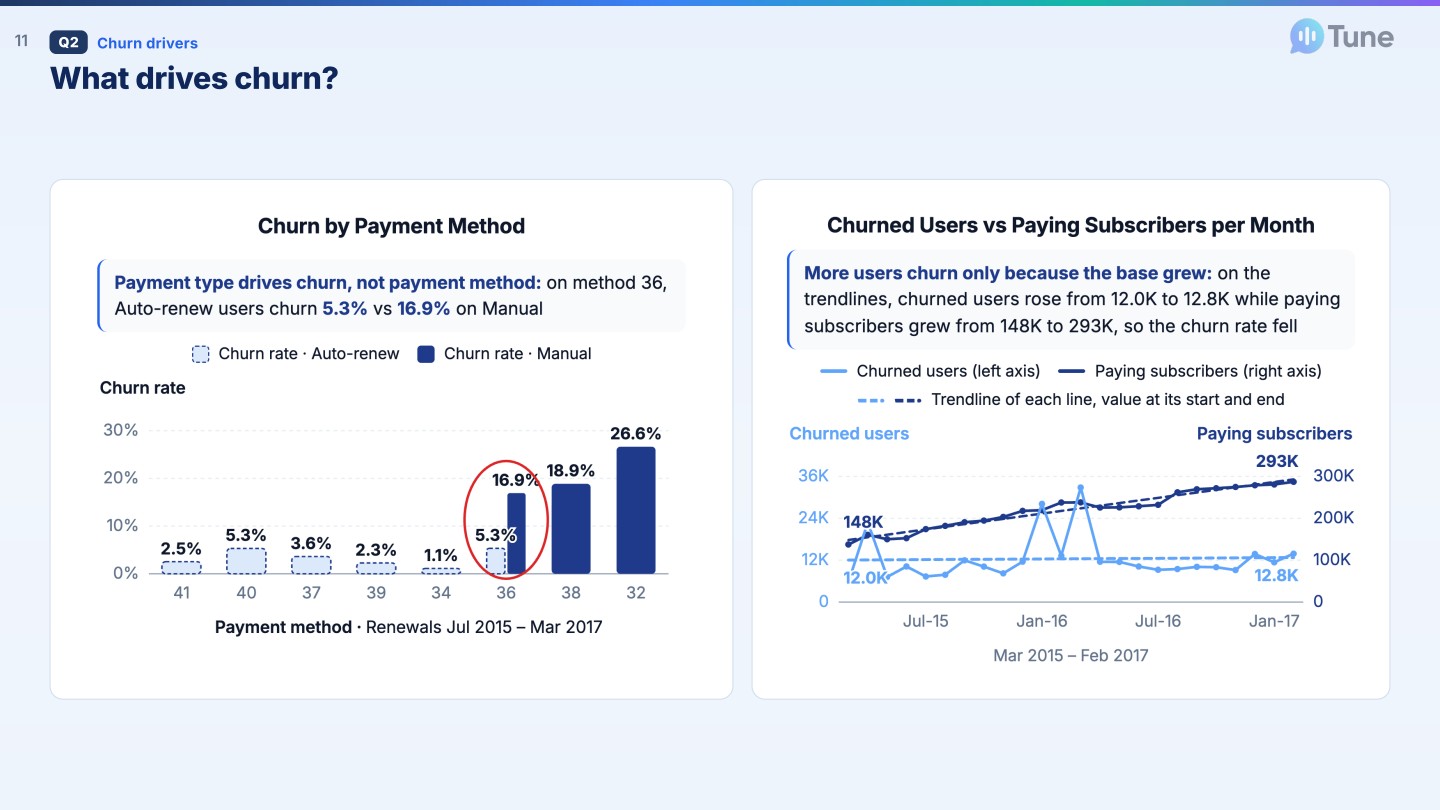 11
Q2
Churn drivers
Tune
What drives churn?
Churn by Payment Method
Payment type drives churn, not payment method: on method 36,
Auto-renew users churn 5.3% vs 16.9% on Manual
Churn rate · Auto-renew
Churn rate · Manual
Churn rate
30%
20%
10%
0%
2.5%
5.3%
3.6%
2.3%
1.1%
5.3%
16.9%
18.9%
26.6%
41
40
37
39
34
36
38
32
Payment method · Renewals Jul 2015 – Mar 2017
Churned Users vs Paying Subscribers per Month
More users churn only because the base grew: on the
trendlines, churned users rose from 12.0K to 12.8K while paying
subscribers grew from 148K to 293K, so the churn rate fell
Churned users (left axis)
Paying subscribers (right axis)
Trendline of each line, value at its start and end
Churned users
Paying subscribers
36K
24K
12K
0
148K
12.0K
293K
12.8K
300K
200K
100K
0
Jul-15
Jan-16
Jul-16
Jan-17
Mar 2015 – Feb 2017